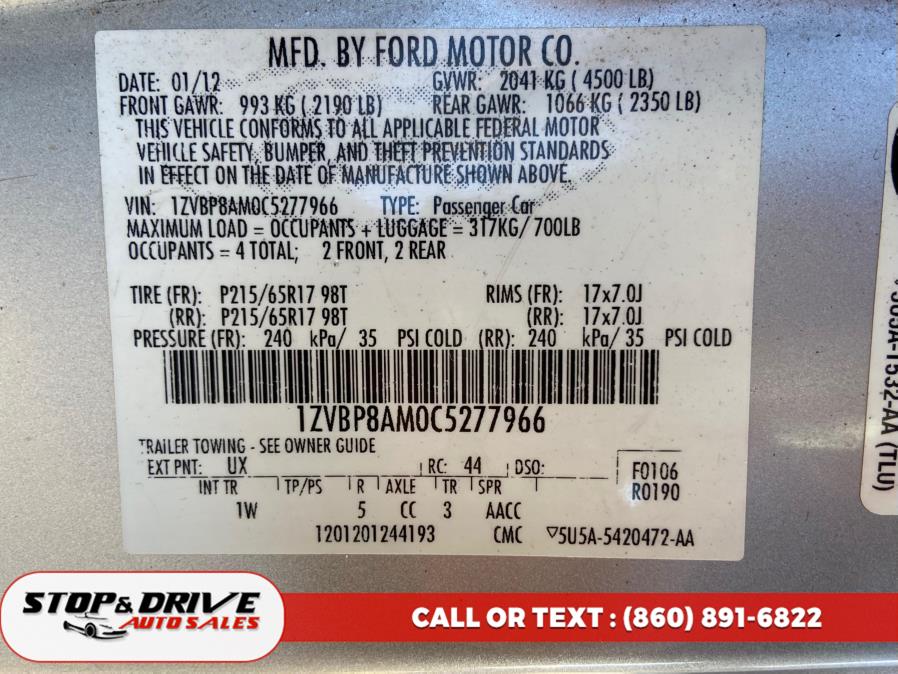 MFD. BY FORD MOTOR CO.
DATE: 01/12 GVWR: 2041 KG ( 4500 LB)
FRONT GAWR: 993 KG ( 2190 LB) REAR GAWR: 1066 KG ( 2350 LB)
THIS VEHICLE CONFORMS TO ALL APPLICABLE FEDERAL MOTOR
VEHICLE SAFETY, BUMPER, AND THEFT PREVENTION STANDARDS
IN EFFECT ON THE DATE OF MANUFACTURE SHOWN ABOVE.
VIN: 1ZVBP8AM0C5277966 TYPE: Passenger Car
MAXIMUM LOAD = OCCUPANTS + LUGGAGE = 317KG/ 700LB
OCCUPANTS = 4 TOTAL; 2 FRONT, 2 REAR
TIRE (FR): P215/65R17 98T RIMS (FR): 17x7.0J
(RR): P215/65R17 98T (RR): 17x7.0J
PRESSURE (FR): 240 kPa/ 35 PSI COLD (RR): 240 kPa/ 35 PSI COLD
1ZVBP8AM0C5277966
TRAILER TOWING - SEE OWNER GUIDE
EXT PNT: UX RC: 44 DSO:
INT TR TP/PS R AXLE TR SPR
1W 5 CC 3 AACC
F0106
R0190
1201201244193 CMC ▽5U5A-5420472-AA
1532-AA (TLU)
STOP & DRIVE
AUTO SALES
CALL OR TEXT : (860) 891-6822